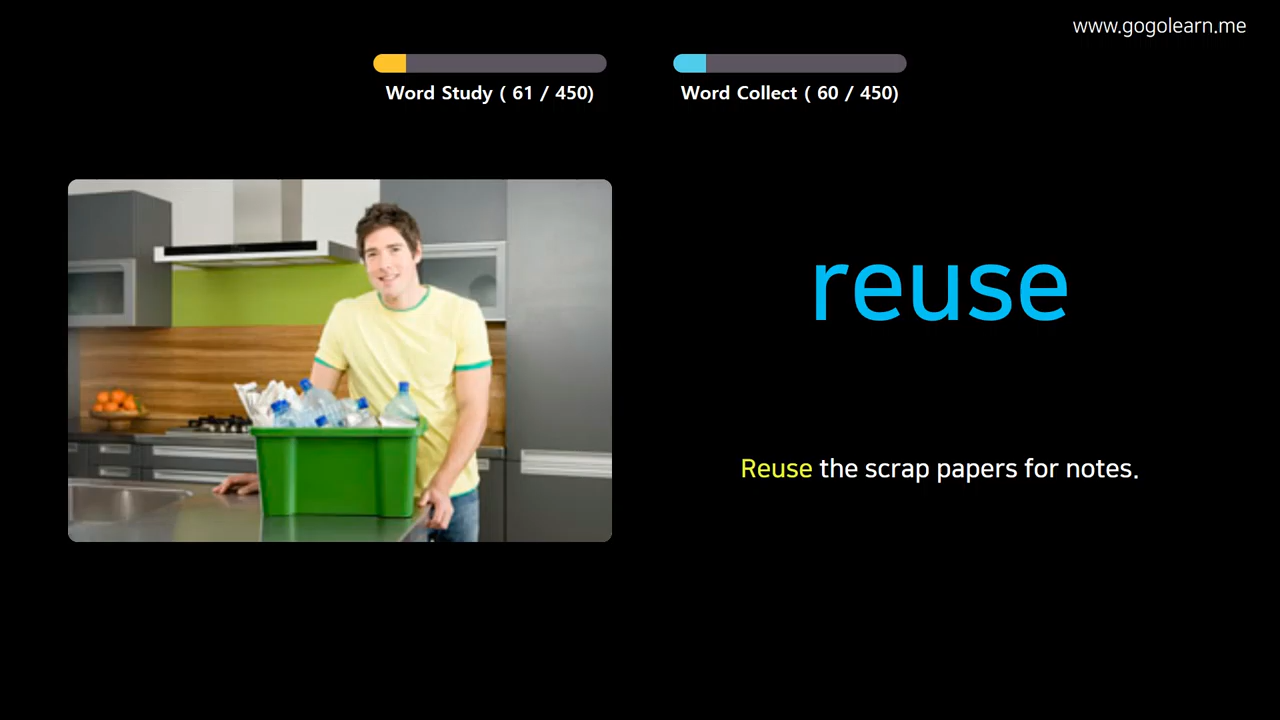 www.gogolearn.me
Word Study ( 61 / 450)
Word Collect ( 60 / 450)
reuse
Reuse the scrap papers for notes.